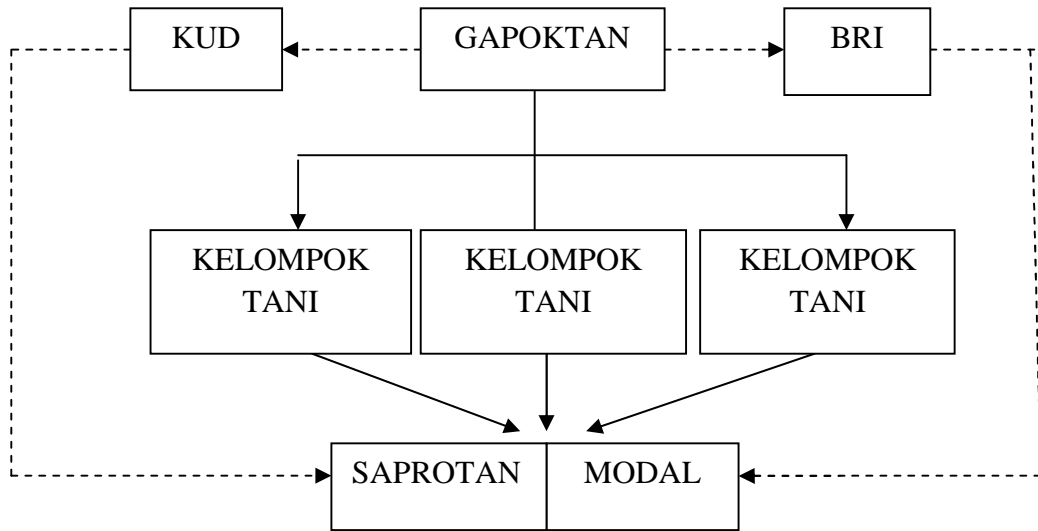 KUD
GAPOKTAN
BRI
KELOMPOK
TANI
KELOMPOK
TANI
KELOMPOK
TANI
SAPROTAN
MODAL